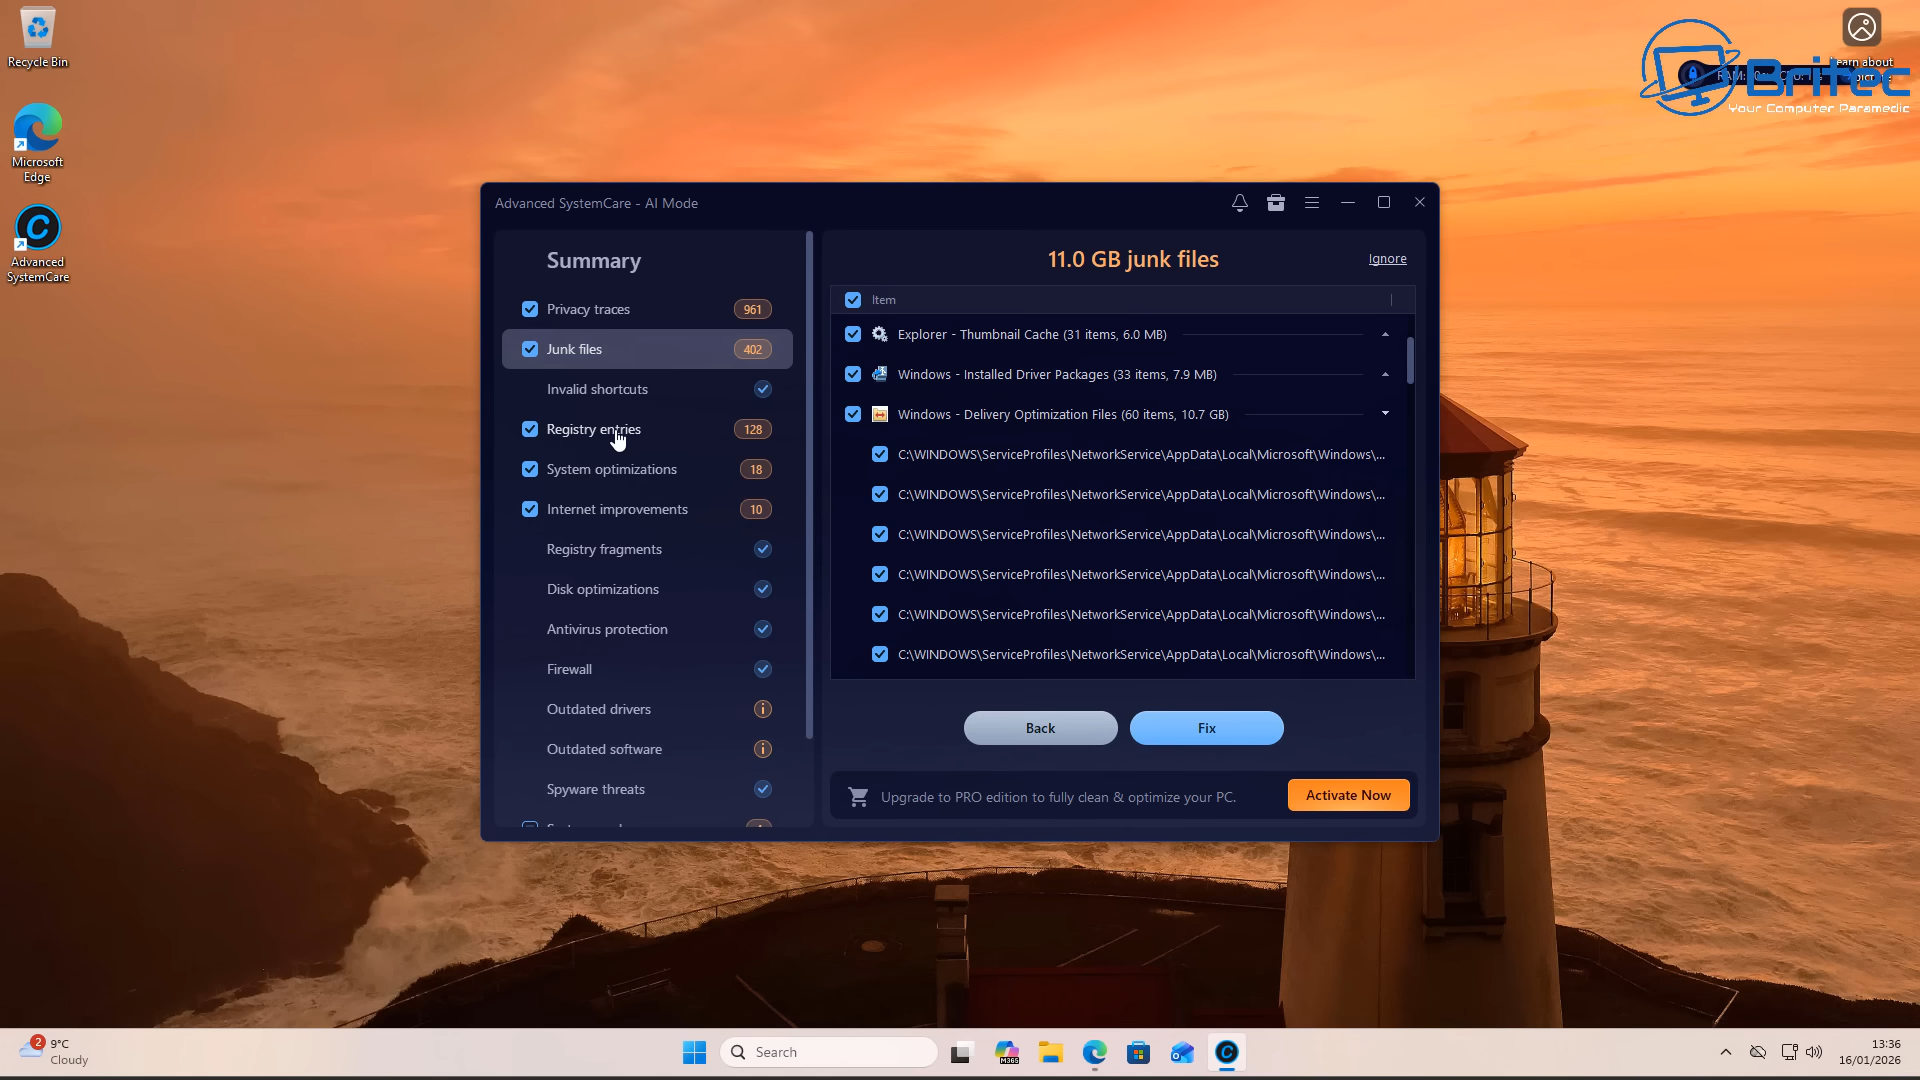 Recycle Bin
Microsoft
Edge
Advanced
SystemCare
Britec
Your Computer Paramedic
Advanced SystemCare - AI Mode
Summary
Privacy traces
961
Junk files
402
Invalid shortcuts
Registry entries
128
System optimizations
18
Internet improvements
10
Registry fragments
Disk optimizations
Antivirus protection
Firewall
Outdated drivers
Outdated software
Spyware threats
11.0 GB junk files
Ignore
Item
Explorer - Thumbnail Cache (31 items, 6.0 MB)
Windows - Installed Driver Packages (33 items, 7.9 MB)
Windows - Delivery Optimization Files (60 items, 10.7 GB)
C:\WINDOWS\ServiceProfiles\NetworkService\AppData\Local\Microsoft\Windows\...
C:\WINDOWS\ServiceProfiles\NetworkService\AppData\Local\Microsoft\Windows\...
C:\WINDOWS\ServiceProfiles\NetworkService\AppData\Local\Microsoft\Windows\...
C:\WINDOWS\ServiceProfiles\NetworkService\AppData\Local\Microsoft\Windows\...
C:\WINDOWS\ServiceProfiles\NetworkService\AppData\Local\Microsoft\Windows\...
C:\WINDOWS\ServiceProfiles\NetworkService\AppData\Local\Microsoft\Windows\...
Back
Fix
Upgrade to PRO edition to fully clean & optimize your PC.
Activate Now
2
9°C
Cloudy
Search
M365
13:36
16/01/2026